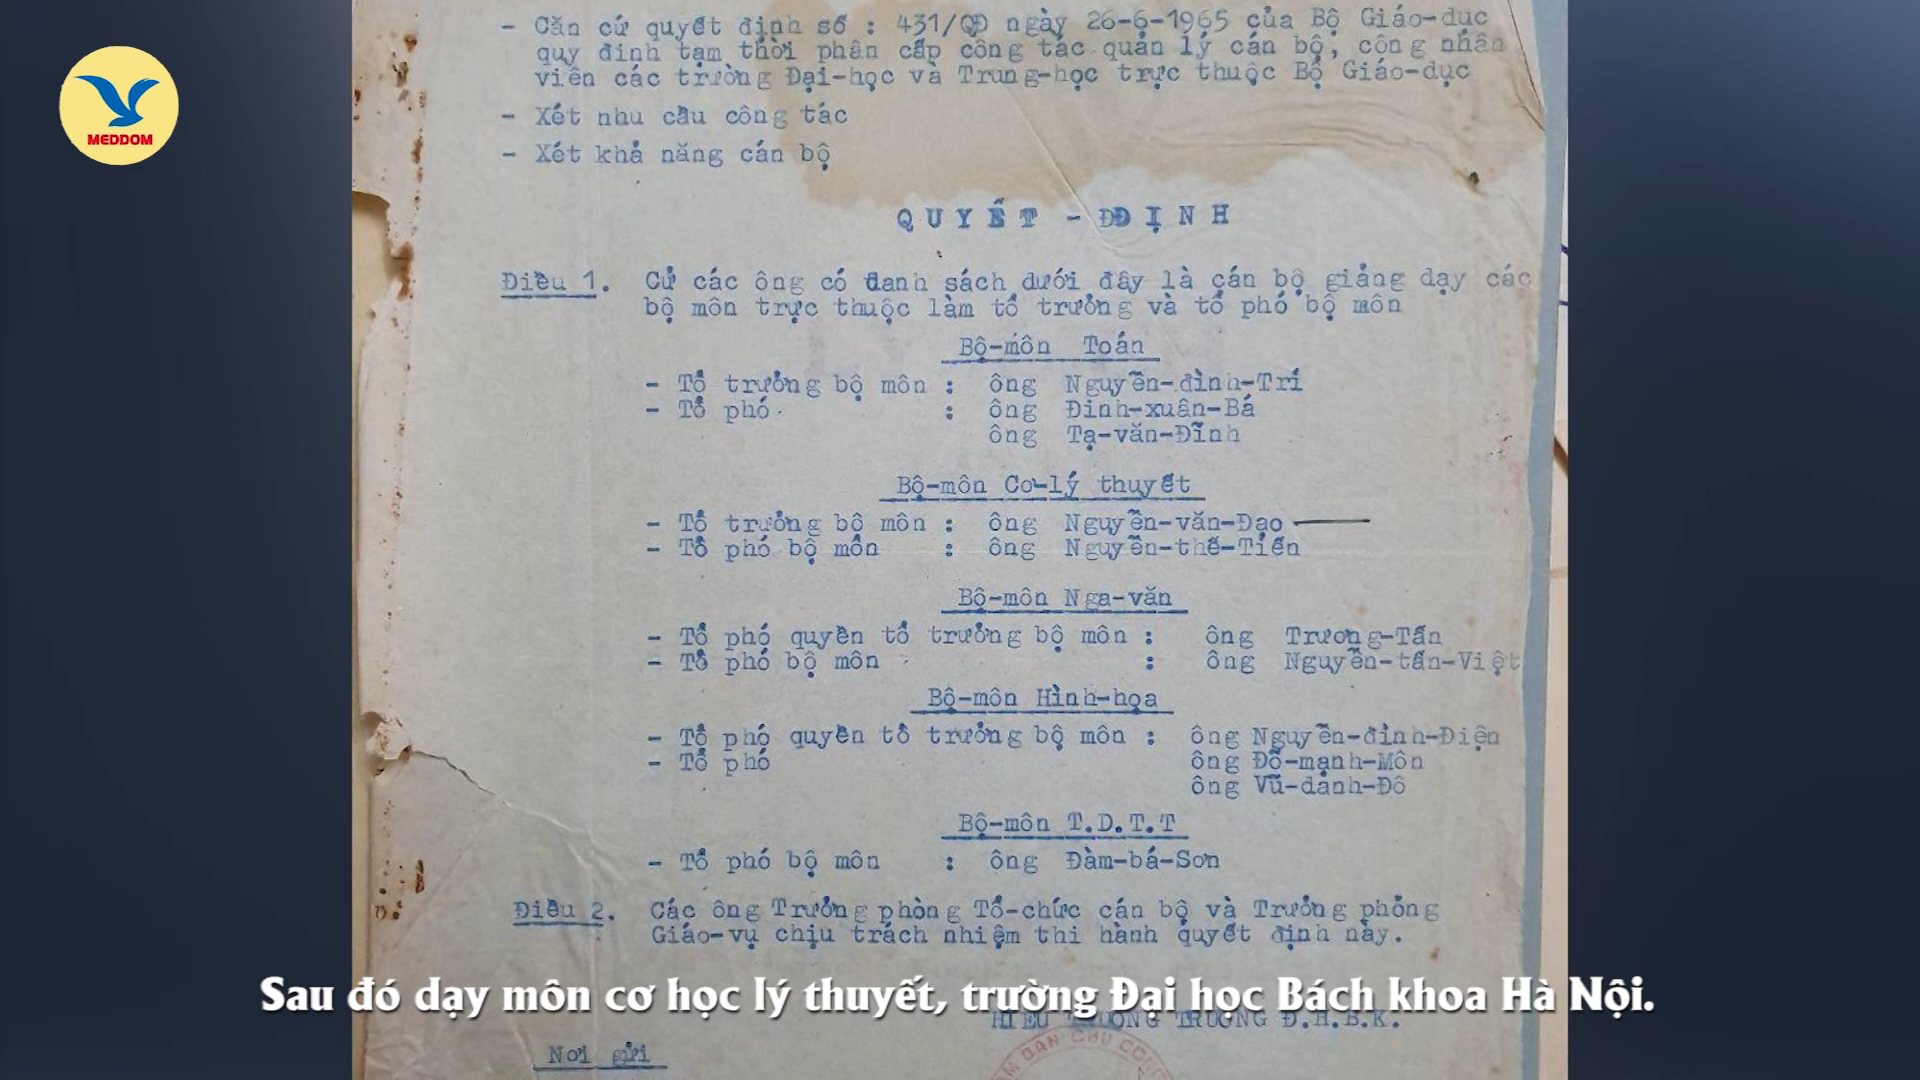 - Căn cứ quyết định số : 431/QĐ ngày 26-6-1965 của Bộ Giáo-dục
quy định tạm thời phân cấp công tác quản lý cán bộ, công nhân
viên các trường Đại-học và Trung-học trực thuộc Bộ Giáo-dục
- Xét nhu cầu công tác
- Xét khả năng cán bộ
MEDDOM
QUYẾT - ĐỊNH
Điều 1. Cử các ông có danh sách dưới đây là cán bộ giảng dạy các
bộ môn trực thuộc làm tổ trưởng và tổ phó bộ môn
Bộ-môn Toán
- Tổ trưởng bộ môn : ông Nguyễn-đình-Trí
- Tổ phó : ông Đinh-xuân-Bá
ông Tạ-văn-Đĩnh
Bộ-môn Cơ-lý thuyết
- Tổ trưởng bộ môn : ông Nguyễn-văn-Đạo
- Tổ phó bộ môn : ông Nguyễn-thế-Tiến
Bộ-môn Nga-văn
- Tổ phó quyền tổ trưởng bộ môn : ông Trương-Tấn
- Tổ phó bộ môn : ông Nguyễn-tấn-Việt
Bộ-môn Hình-họa
- Tổ phó quyền tổ trưởng bộ môn : ông Nguyễn-đình-Điện
- Tổ phó ông Đỗ-mạnh-Môn
ông Vũ-danh-Đô
Bộ-môn T.D.T.T
- Tổ phó bộ môn : ông Đàm-bá-Sơn
Điều 2. Các ông Trưởng phòng Tổ-chức cán bộ và Trưởng phòng
Giáo-vụ chịu trách nhiệm thi hành quyết định này.
Sau đó dạy môn cơ học lý thuyết, trường Đại học Bách khoa Hà Nội.
HIỆU TRƯỞNG TRƯỜNG Đ.H.B.K.
Nơi gửi